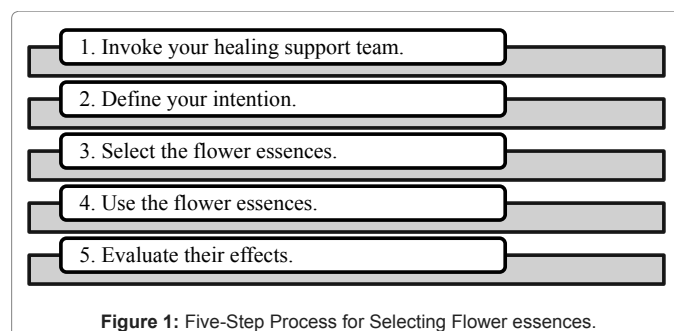 1. Invoke your healing support team.
2. Define your intention.
3. Select the flower essences.
4. Use the flower essences.
5. Evaluate their effects.
Figure 1: Five-Step Process for Selecting Flower essences.